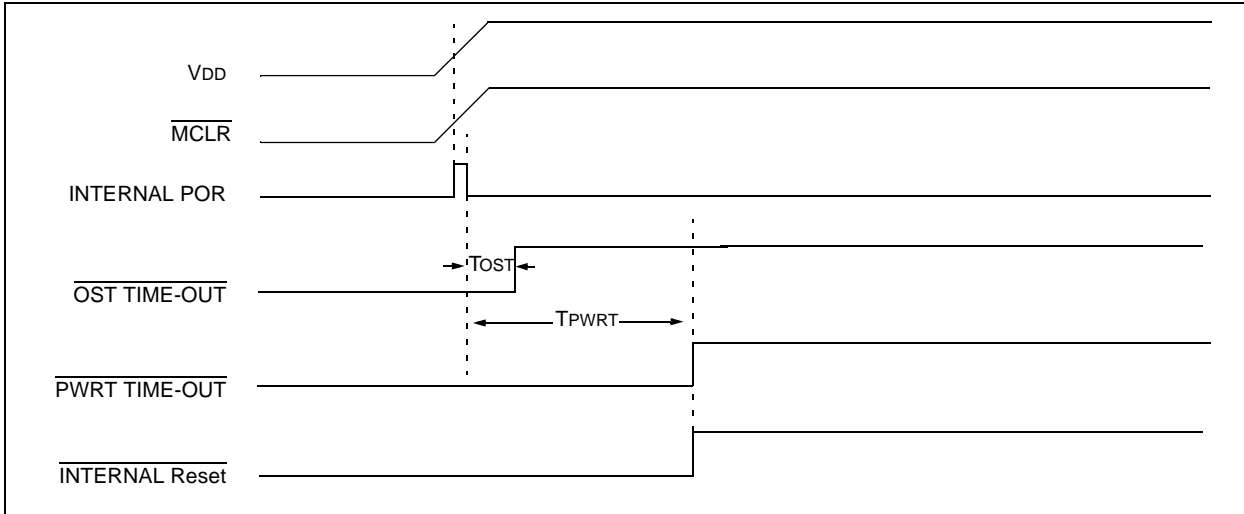 VDD
MCLR
INTERNAL POR
TOST
OST TIME-OUT
TPWRT
PWRT TIME-OUT
INTERNAL Reset